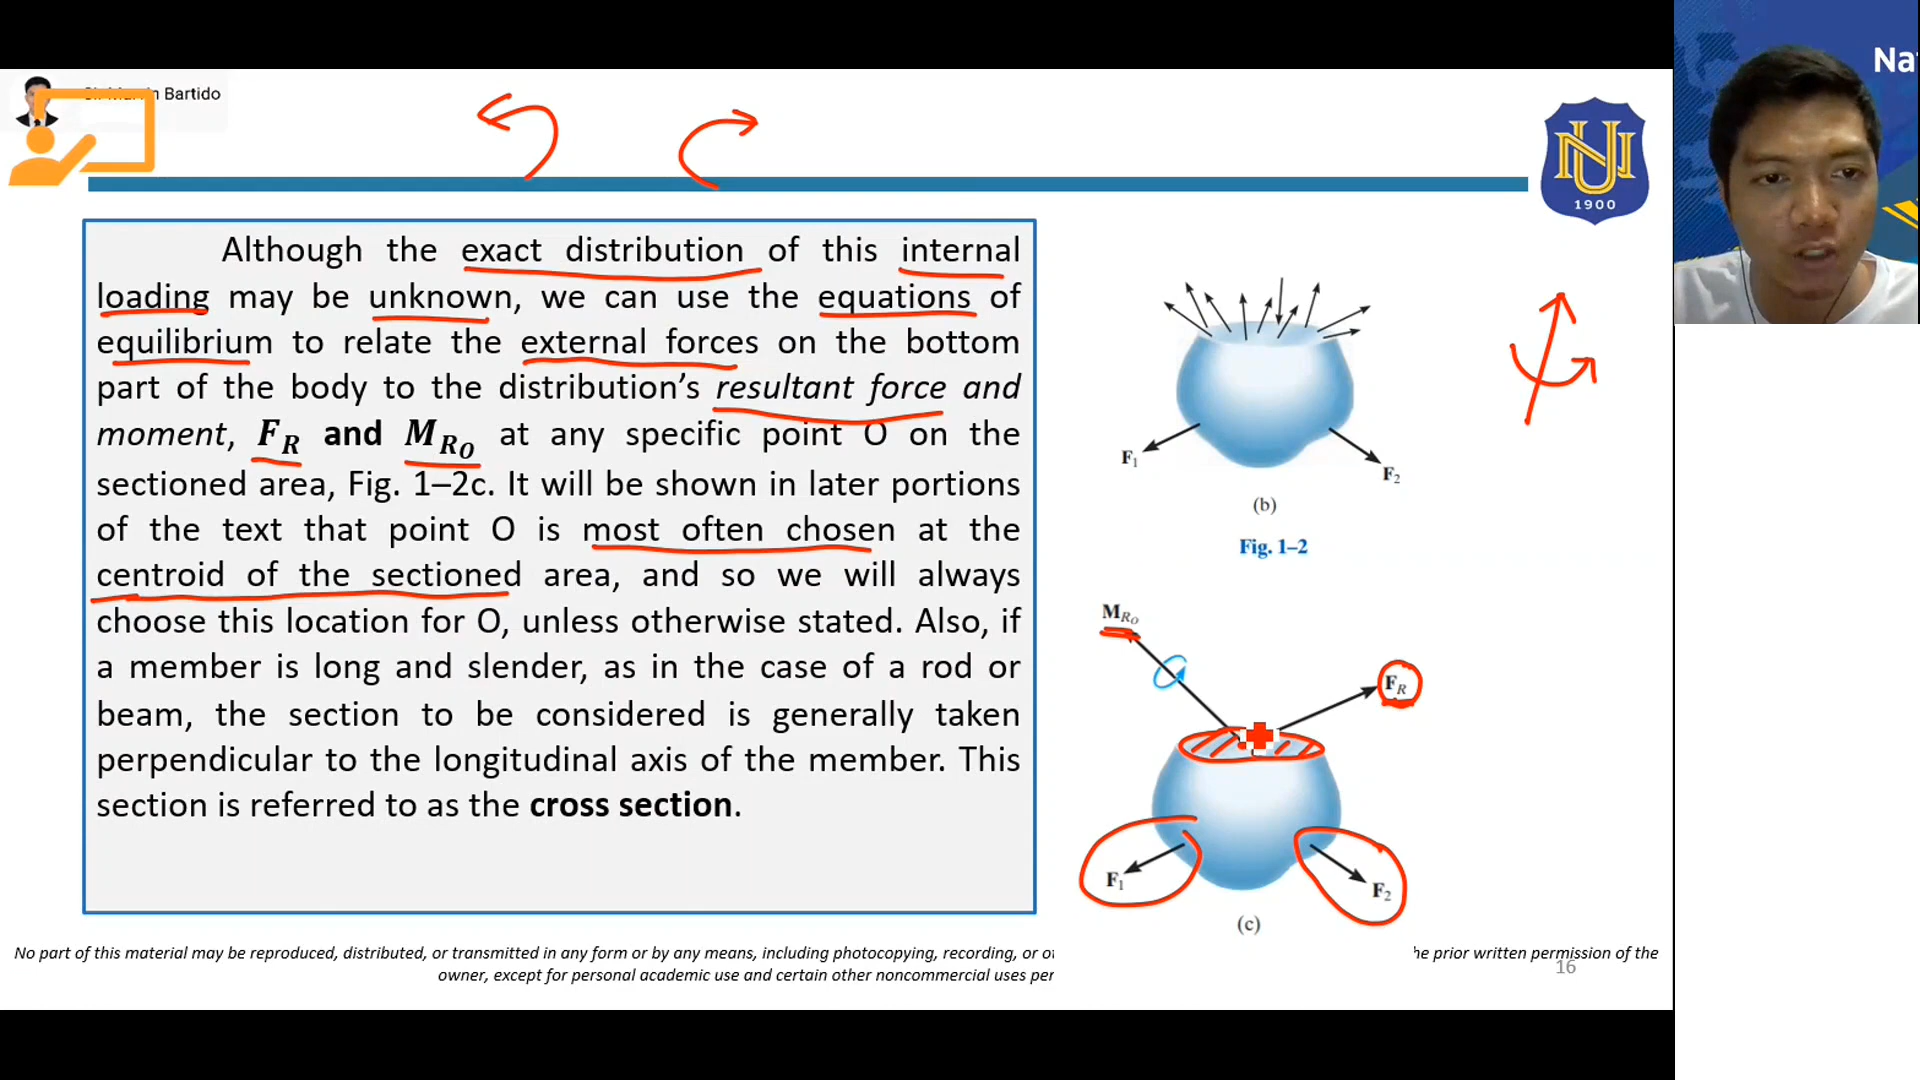 Bartido
Na
1900
Although the exact distribution of this internal
loading may be unknown, we can use the equations of
equilibrium to relate the external forces on the bottom
part of the body to the distribution's resultant force and
moment, F_R and M_{R_O} at any specific point O on the
sectioned area, Fig. 1–2c. It will be shown in later portions
of the text that point O is most often chosen at the
centroid of the sectioned area, and so we will always
choose this location for O, unless otherwise stated. Also, if
a member is long and slender, as in the case of a rod or
beam, the section to be considered is generally taken
perpendicular to the longitudinal axis of the member. This
section is referred to as the cross section.
F₁
F₂
(b)
Fig. 1–2
M_{R_O}
F_R
F₁
F₂
(c)
No part of this material may be reproduced, distributed, or transmitted in any form or by any means, including photocopying, recording, or he prior written permission of the
owner, except for personal academic use and certain other noncommercial uses per
16